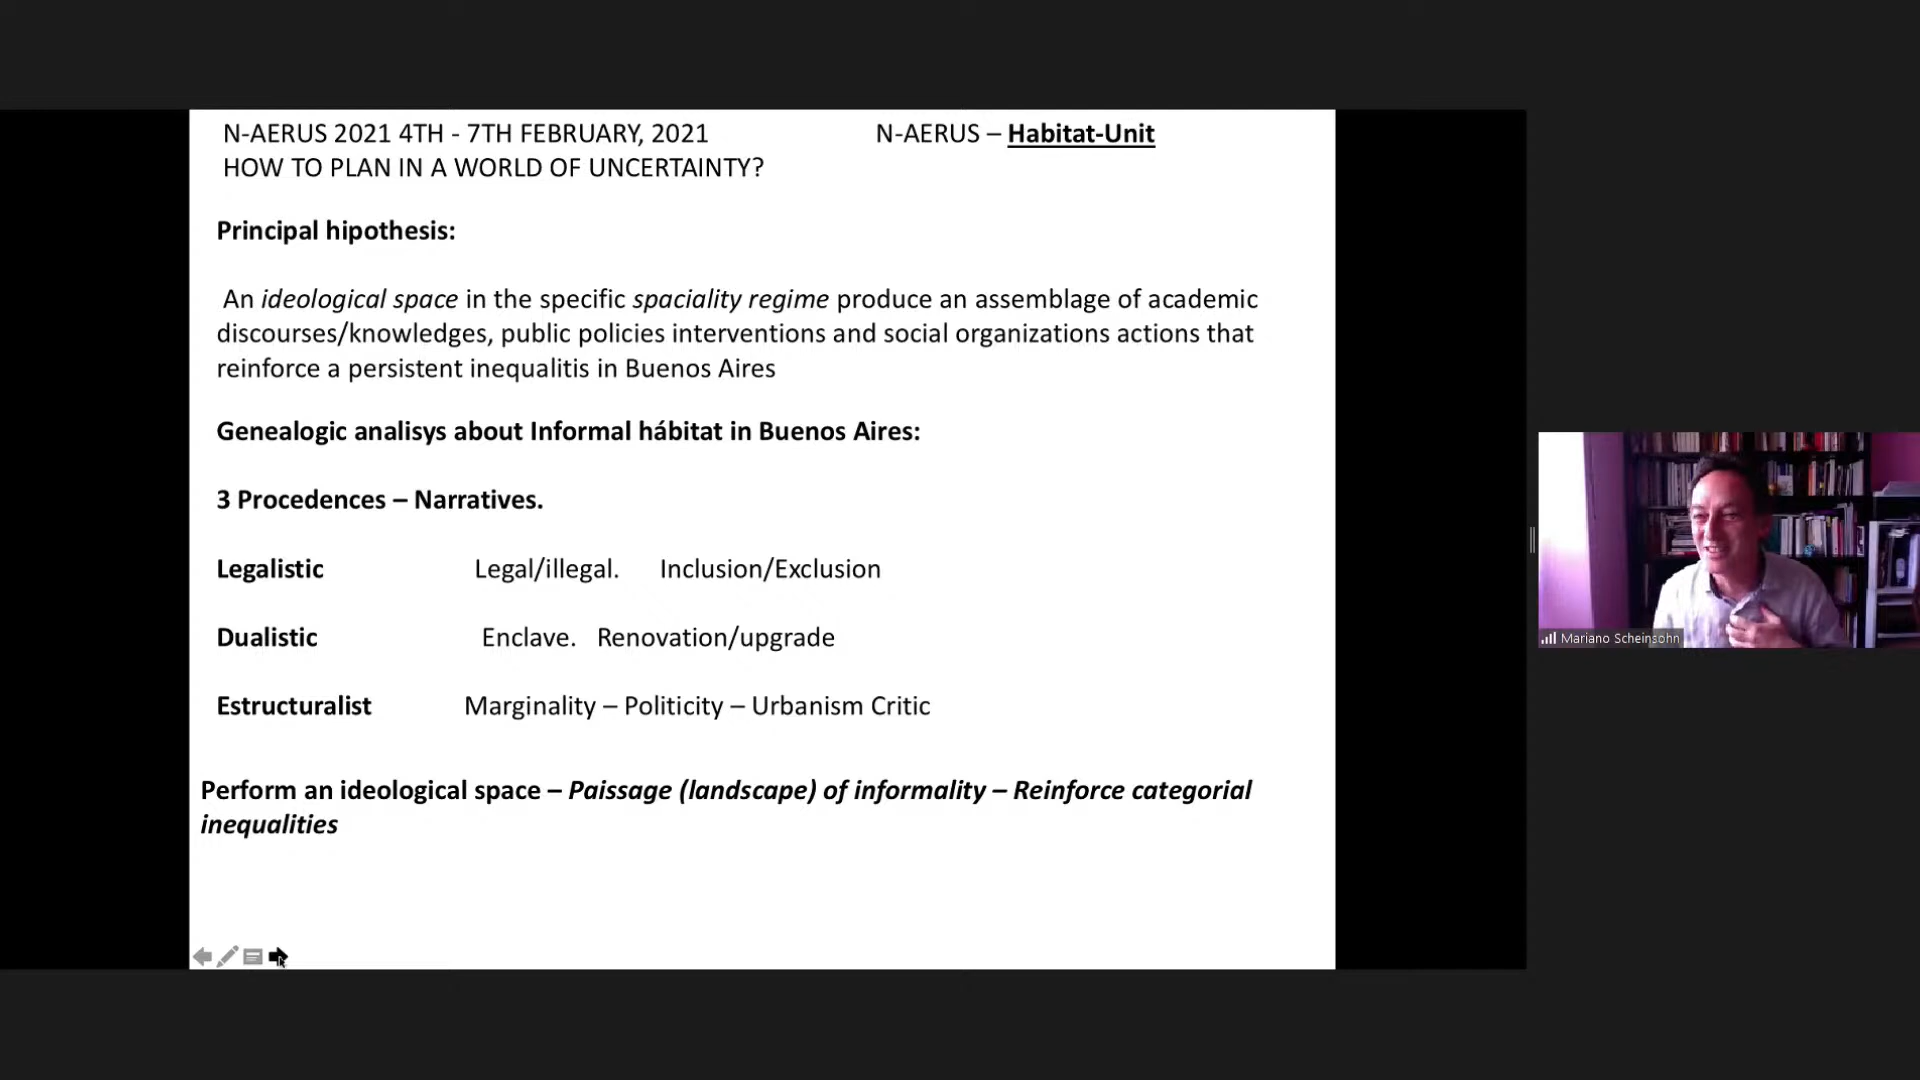 N-AERUS 2021 4TH - 7TH FEBRUARY, 2021
N-AERUS – Habitat-Unit
HOW TO PLAN IN A WORLD OF UNCERTAINTY?
Principal hipothesis:
An ideological space in the specific spaciality regime produce an assemblage of academic
discourses/knowledges, public policies interventions and social organizations actions that
reinforce a persistent inequalitis in Buenos Aires
Genealogic analisys about Informal hábitat in Buenos Aires:
3 Procedences – Narratives.
Legalistic Legal/illegal. Inclusion/Exclusion
Dualistic Enclave. Renovation/upgrade
Estructuralist Marginality – Politicity – Urbanism Critic
Perform an ideological space – Paissage (landscape) of informality – Reinforce categorial
inequalities
Mariano Scheinsohn